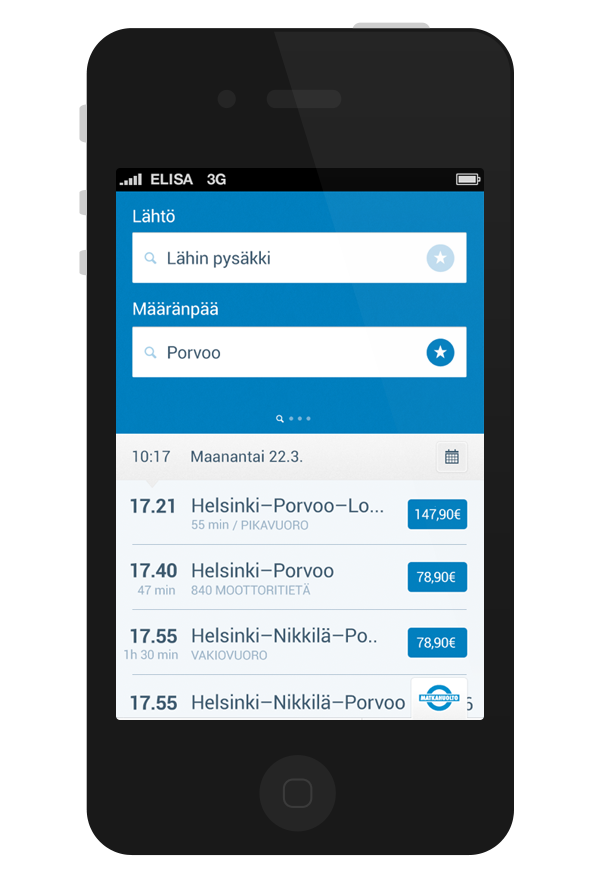 ELISA 3G
Lähtö
Lähin pysäkki
Määränpää
Porvoo
10:17 Maanantai 22.3.
17.21 Helsinki–Porvoo–Lo... 147,90€
55 min / PIKAVUORO
17.40 Helsinki–Porvoo 78,90€
47 min 840 MOOTTORITIETÄ
17.55 Helsinki–Nikkilä–Po.. 78,90€
1h 30 min VAKIOVUORO
17.55 Helsinki–Nikkilä–Porvoo 6
MATKAHUOLTO